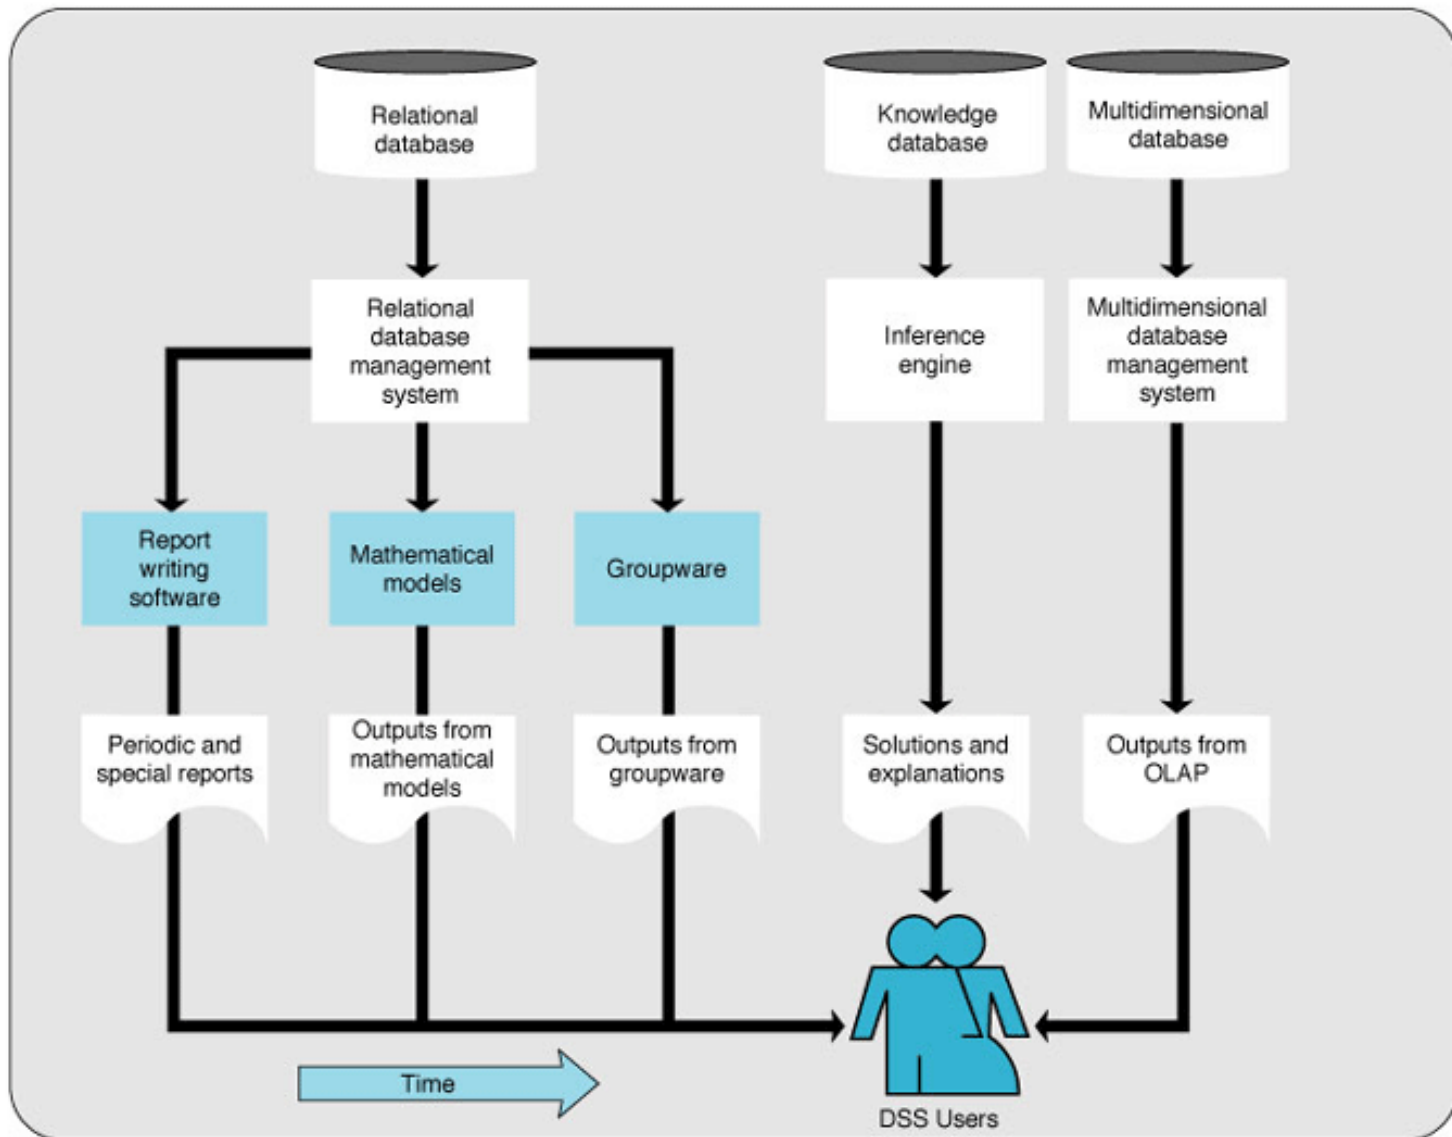 Relational
database
Knowledge
database
Multidimensional
database
Relational
database
management
system
Inference
engine
Multidimensional
database
management
system
Report
writing
software
Mathematical
models
Groupware
Periodic and
special reports
Outputs from
mathematical
models
Outputs from
groupware
Solutions and
explanations
Outputs from
OLAP
Time
DSS Users